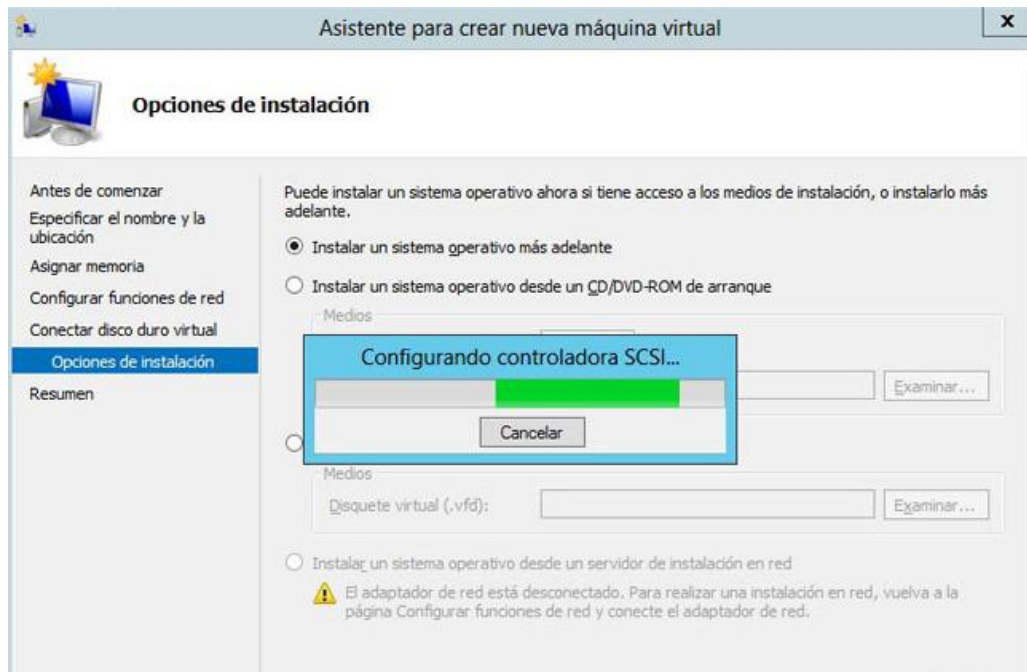 Asistente para crear nueva máquina virtual
x
Opciones de instalación
Antes de comenzar
Especificar el nombre y la
ubicación
Asignar memoria
Configurar funciones de red
Conectar disco duro virtual
Opciones de instalación
Resumen
Puede instalar un sistema operativo ahora si tiene acceso a los medios de instalación, o instalarlo más
adelante.
Instalar un sistema operativo más adelante
Instalar un sistema operativo desde un CD/DVD-ROM de arranque
Medios
Configurando controladora SCSI...
Cancelar
Examinar...
Medios
Disquete virtual (.vfd):
Examinar...
Instalar un sistema operativo desde un servidor de instalación en red
El adaptador de red está desconectado. Para realizar una instalación en red, vuelva a la
página Configurar funciones de red y conecte el adaptador de red.